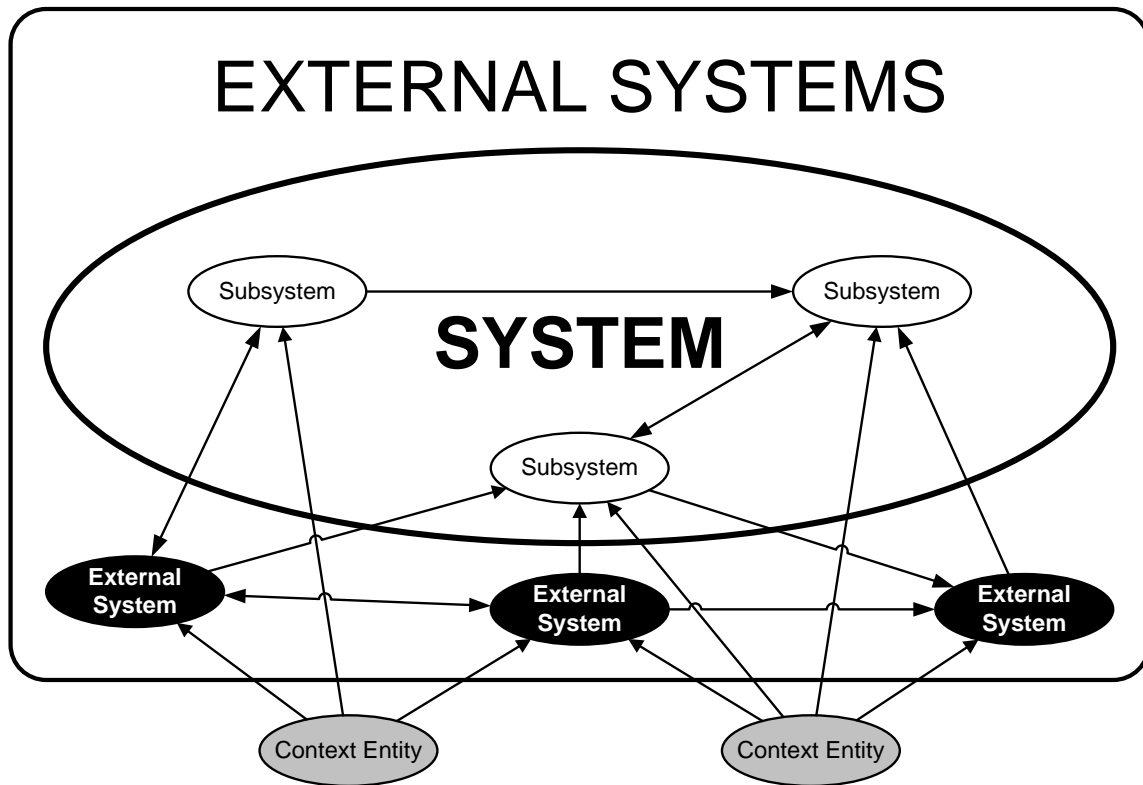 EXTERNAL SYSTEMS
Subsystem
Subsystem
SYSTEM
Subsystem
External
System
External
System
External
System
Context Entity
Context Entity